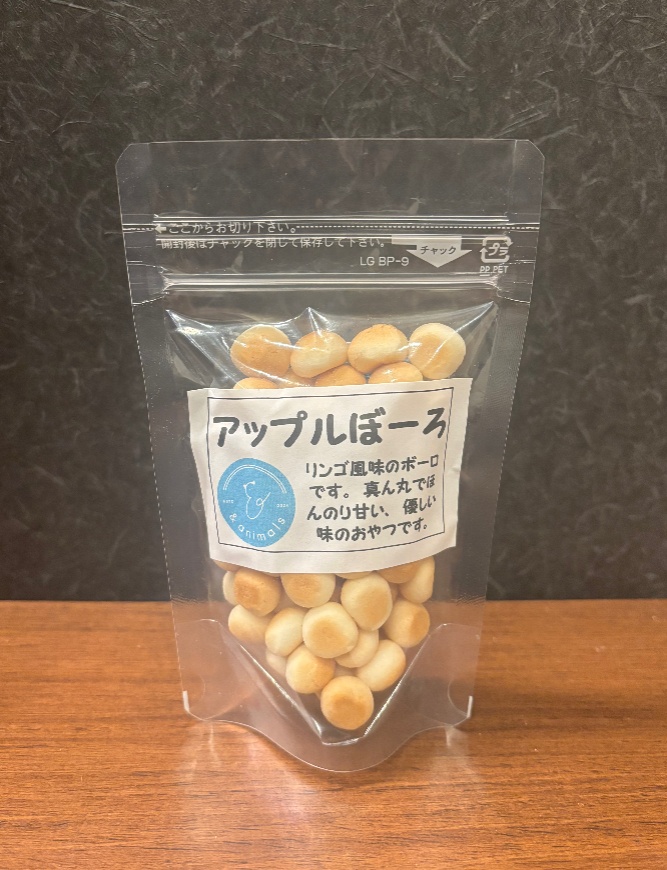 ここからお切り下さい。
開封後はチャックを閉じて保存して下さい。
チャック
プラ
LG BP-9
PP,PET
アップルぼーろ
リンゴ風味のボーロ
です。真ん丸でほ
んのり甘い、優しい
味のおやつです。
& animals